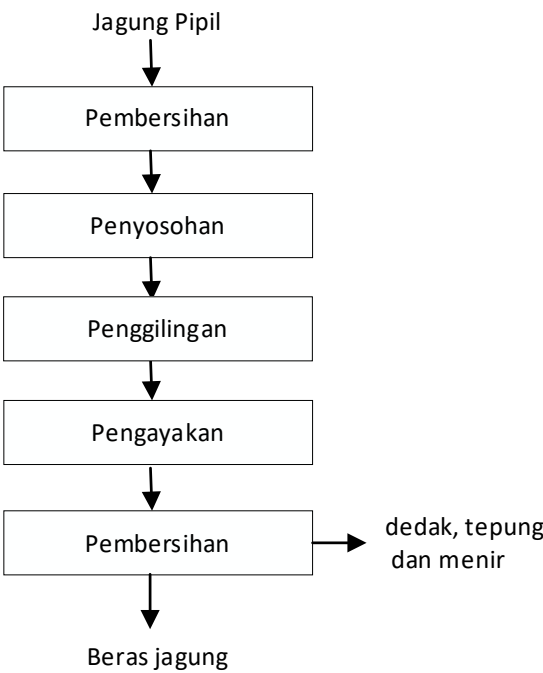 Jagung Pipil
Pembersihan
Penyosohan
Penggilingan
Pengayakan
Pembersihan
dedak, tepung
dan menir
Beras jagung